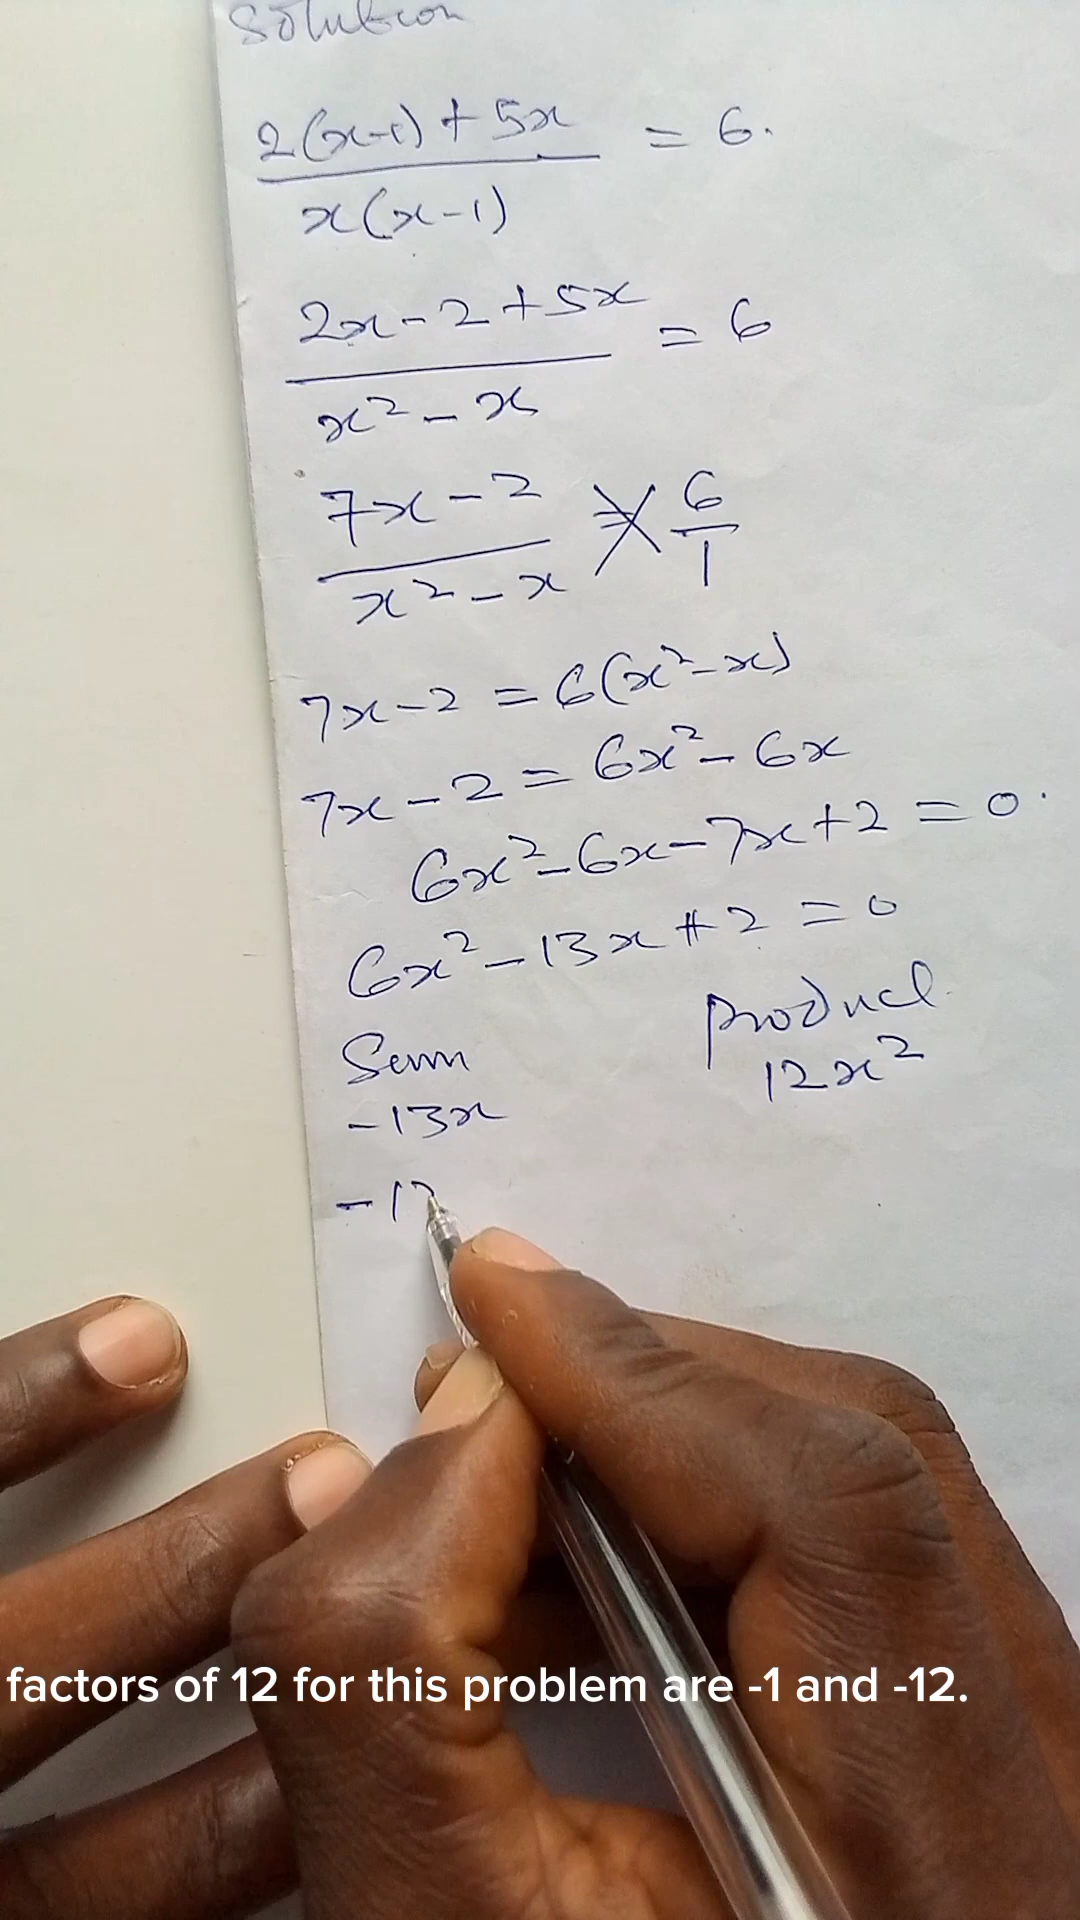 Solution
2(x-1) + 5x = 6.
x(x-1)
2x - 2 + 5x = 6
x² - x
7x - 2 = 6
x² - x 1
7x - 2 = 6(x² - x)
7x - 2 = 6x² - 6x
6x² - 6x - 7x + 2 = 0.
6x² - 13x + 2 = 0
Sum product
-13x 12x²
-12
factors of 12 for this problem are -1 and -12.